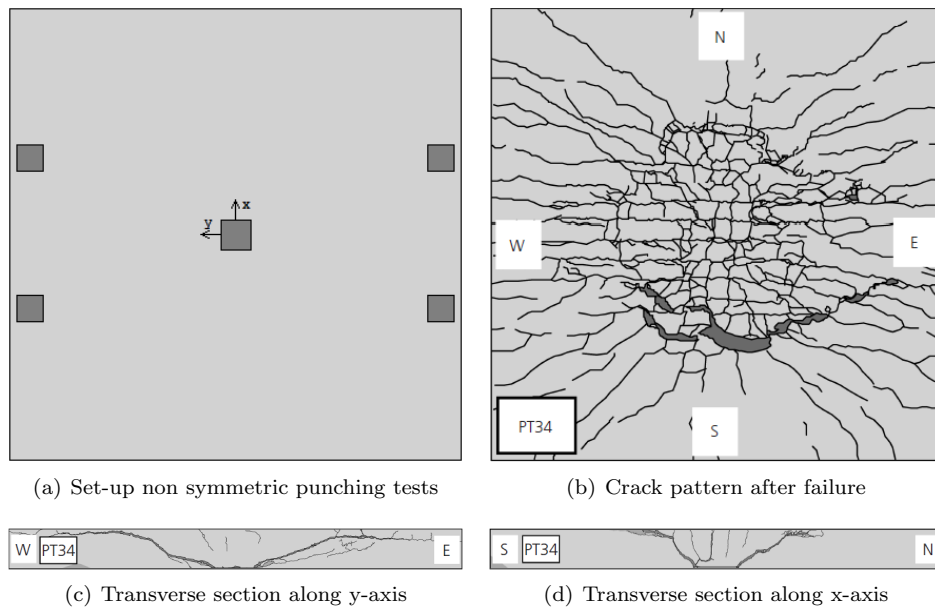 x
y
N
W
E
PT34
S
(a) Set-up non symmetric punching tests
(b) Crack pattern after failure
W PT34 E
S PT34 N
(c) Transverse section along y-axis
(d) Transverse section along x-axis